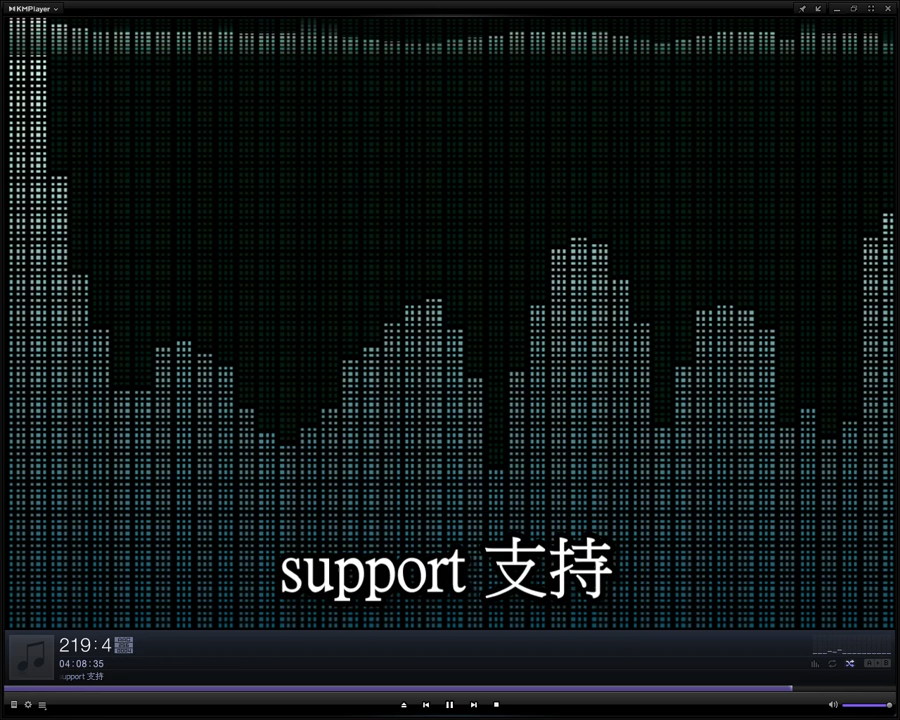 KMPlayer
support 支持
219:4
04:08:35
support 支持